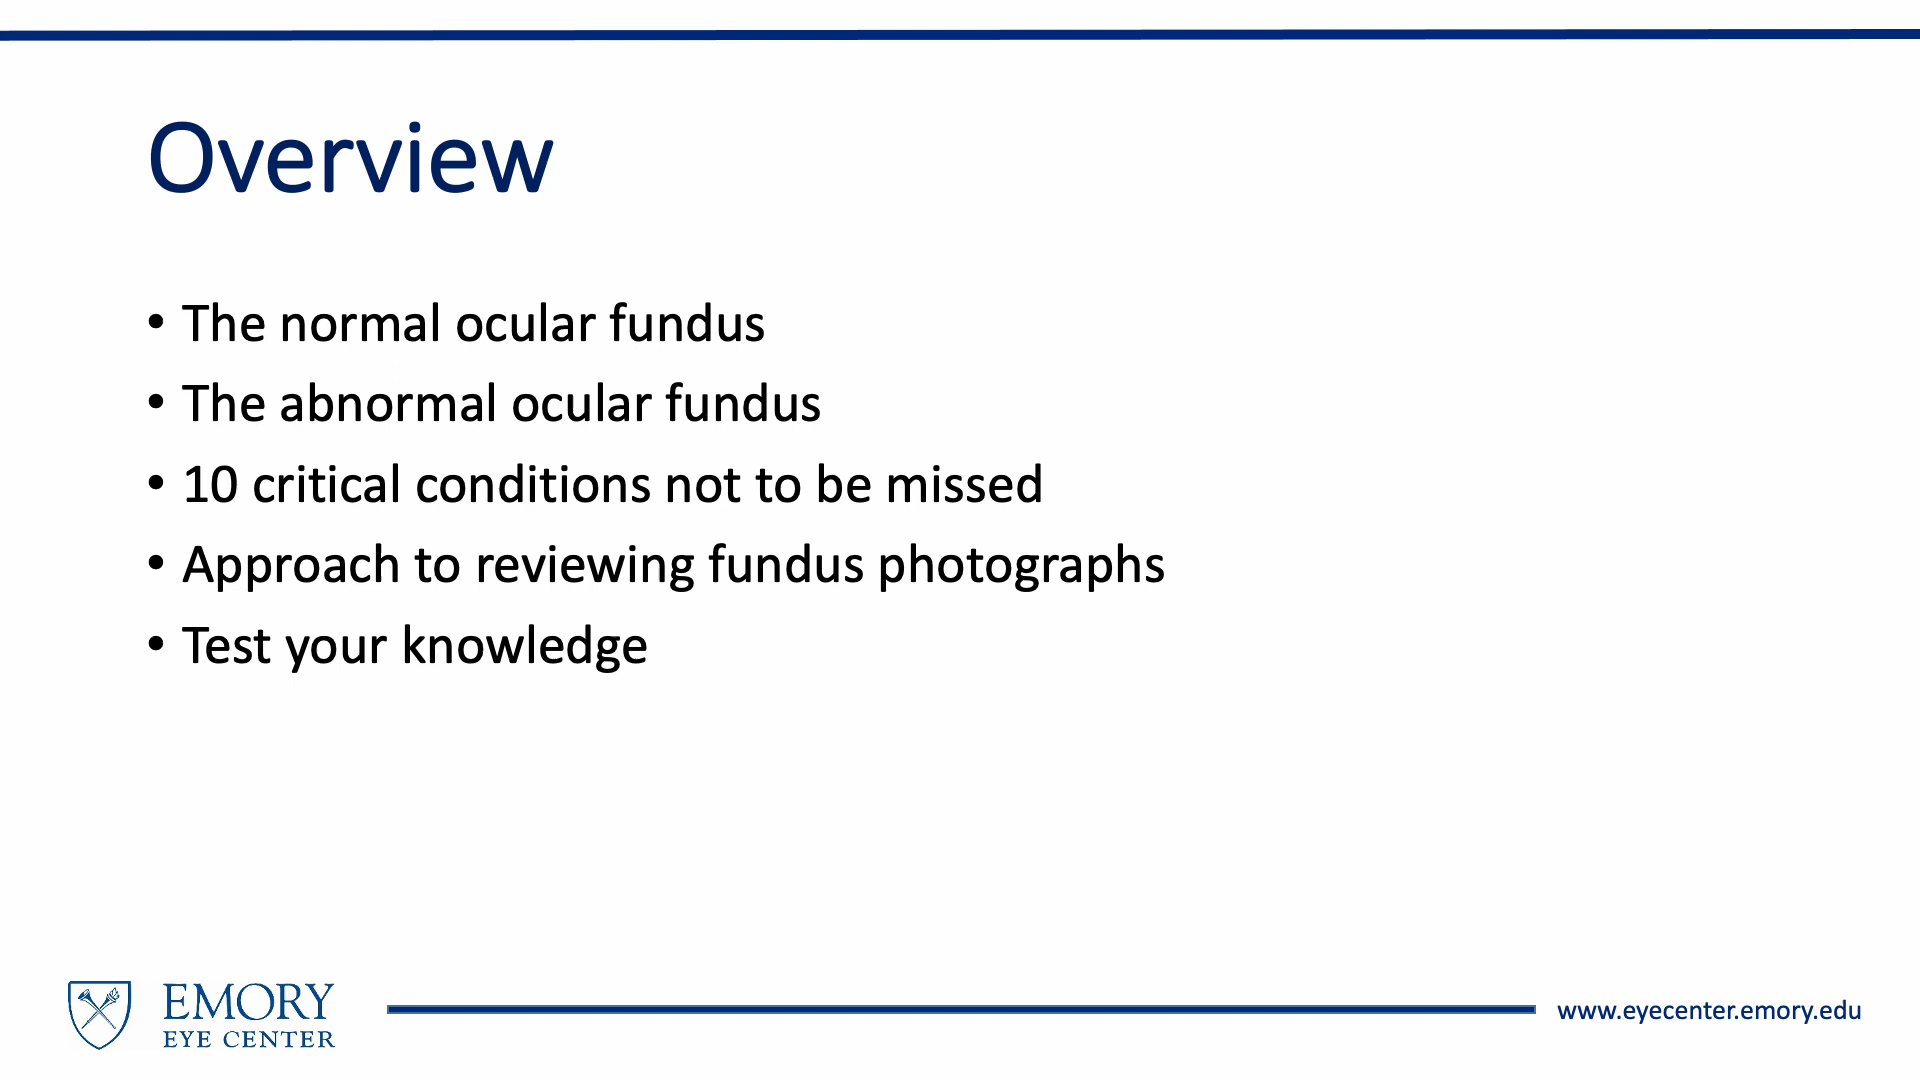 Overview
• The normal ocular fundus
• The abnormal ocular fundus
• 10 critical conditions not to be missed
• Approach to reviewing fundus photographs
• Test your knowledge
EMORY
EYE CENTER
www.eyecenter.emory.edu